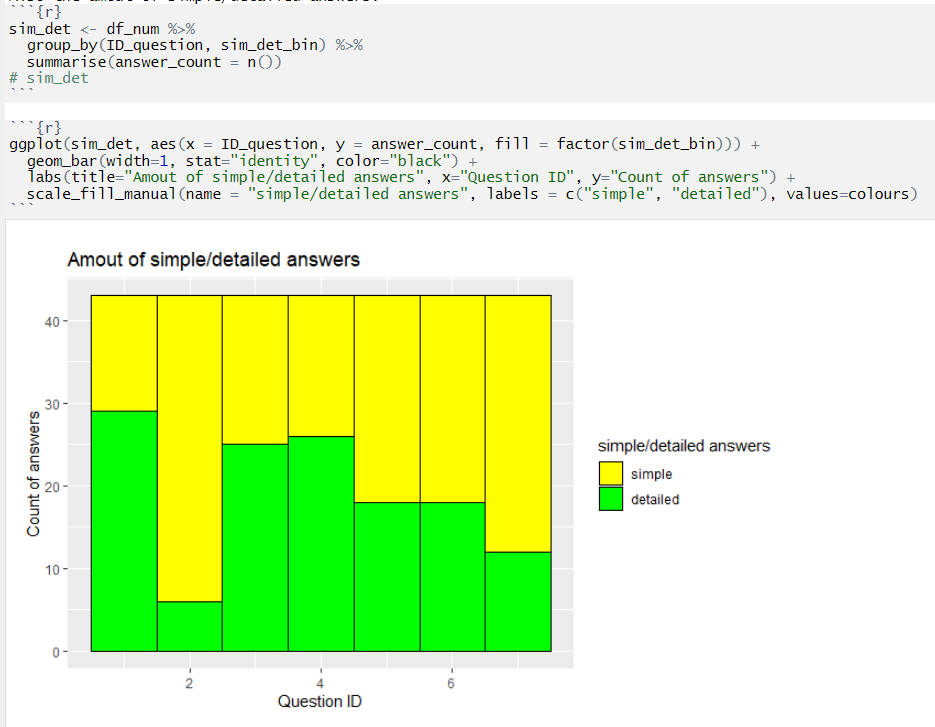 ```{r}
sim_det <- df_num %>%
  group_by(ID_question, sim_det_bin) %>%
  summarise(answer_count = n())
# sim_det
```
```{r}
ggplot(sim_det, aes(x = ID_question, y = answer_count, fill = factor(sim_det_bin))) +
  geom_bar(width=1, stat="identity", color="black") +
  labs(title="Amout of simple/detailed answers", x="Question ID", y="Count of answers") +
  scale_fill_manual(name = "simple/detailed answers", labels = c("simple", "detailed"), values=colours)
```
Amout of simple/detailed answers
Count of answers
40
30
20
10
0
2 4 6
Question ID
simple/detailed answers
simple
detailed